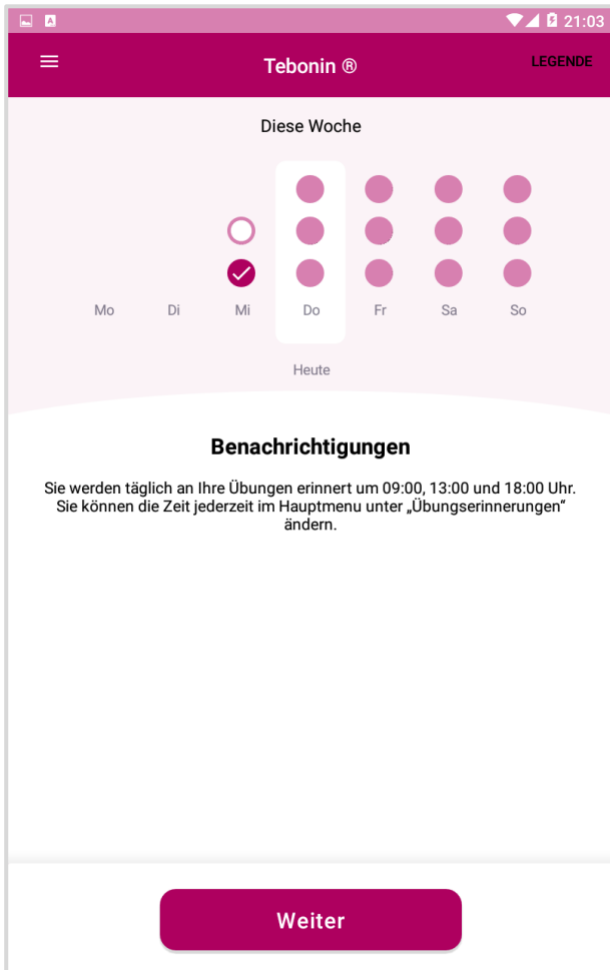 21:03
Tebonin ®
LEGENDE
Diese Woche
Mo Di Mi Do Fr Sa So
Heute
Benachrichtigungen
Sie werden täglich an Ihre Übungen erinnert um 09:00, 13:00 und 18:00 Uhr.
Sie können die Zeit jederzeit im Hauptmenu unter „Übungserinnerungen“
ändern.
Weiter